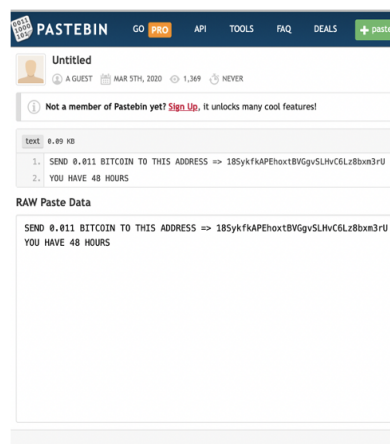 PASTEBIN GO PRO API TOOLS FAQ DEALS + paste
Untitled
A GUEST MAR 5TH, 2020 1,369 NEVER
Not a member of Pastebin yet? Sign Up, it unlocks many cool features!
text 0.09 KB
1. SEND 0.011 BITCOIN TO THIS ADDRESS => 18SykfkAPEhoxtBVGgvSLHvC6Lz8bxm3rU
2. YOU HAVE 48 HOURS
RAW Paste Data
SEND 0.011 BITCOIN TO THIS ADDRESS => 18SykfkAPEhoxtBVGgvSLHvC6Lz8bxm3rU
YOU HAVE 48 HOURS